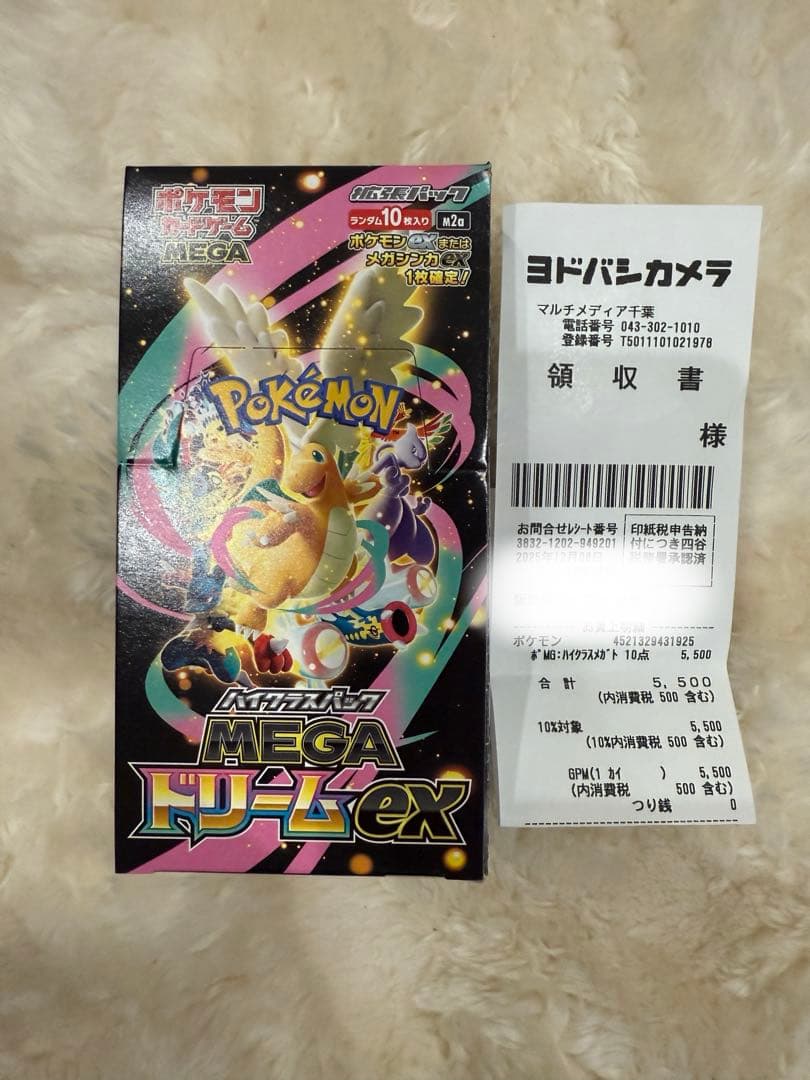 ポケモン
カードゲーム
MEGA
拡張パック
ランダム10枚入り
M2a
ポケモンexまたは
メガシンカex
1枚確定!
POKÉMON
ハイクラスパック
MEGA
ドリームex
ヨドバシカメラ
マルチメディア千葉
電話番号 043-302-1010
登録番号 T5011101021978
領 収 書
様
お問合せレシート番号
3832-1202-949201
印紙税申告納
付につき四谷
税務署承認済
ポケモン 4521329431925
ポMG:ハイクラスメガト 10点 5,500
合 計 5,500
(内消費税 500 含む)
10%対象 5,500
(10%内消費税 500 含む)
GPM(1 カイ ) 5,500
(内消費税 500 含む)
つり銭 0